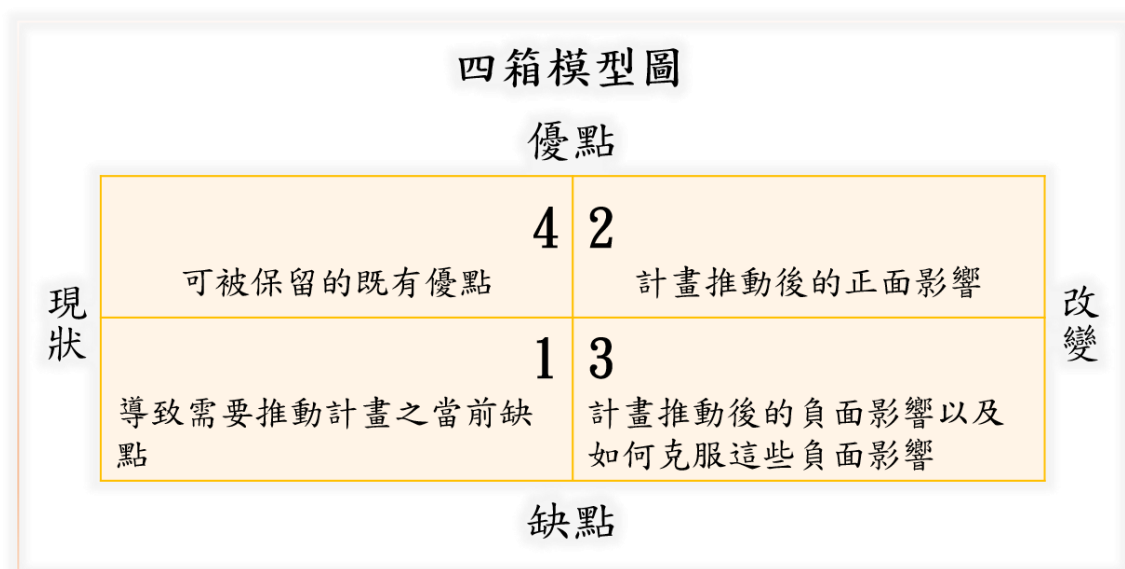 四箱模型圖
優點
4
可被保留的既有優點
2
計畫推動後的正面影響
現狀
改變
1
導致需要推動計畫之當前缺
點
3
計畫推動後的負面影響以及
如何克服這些負面影響
缺點